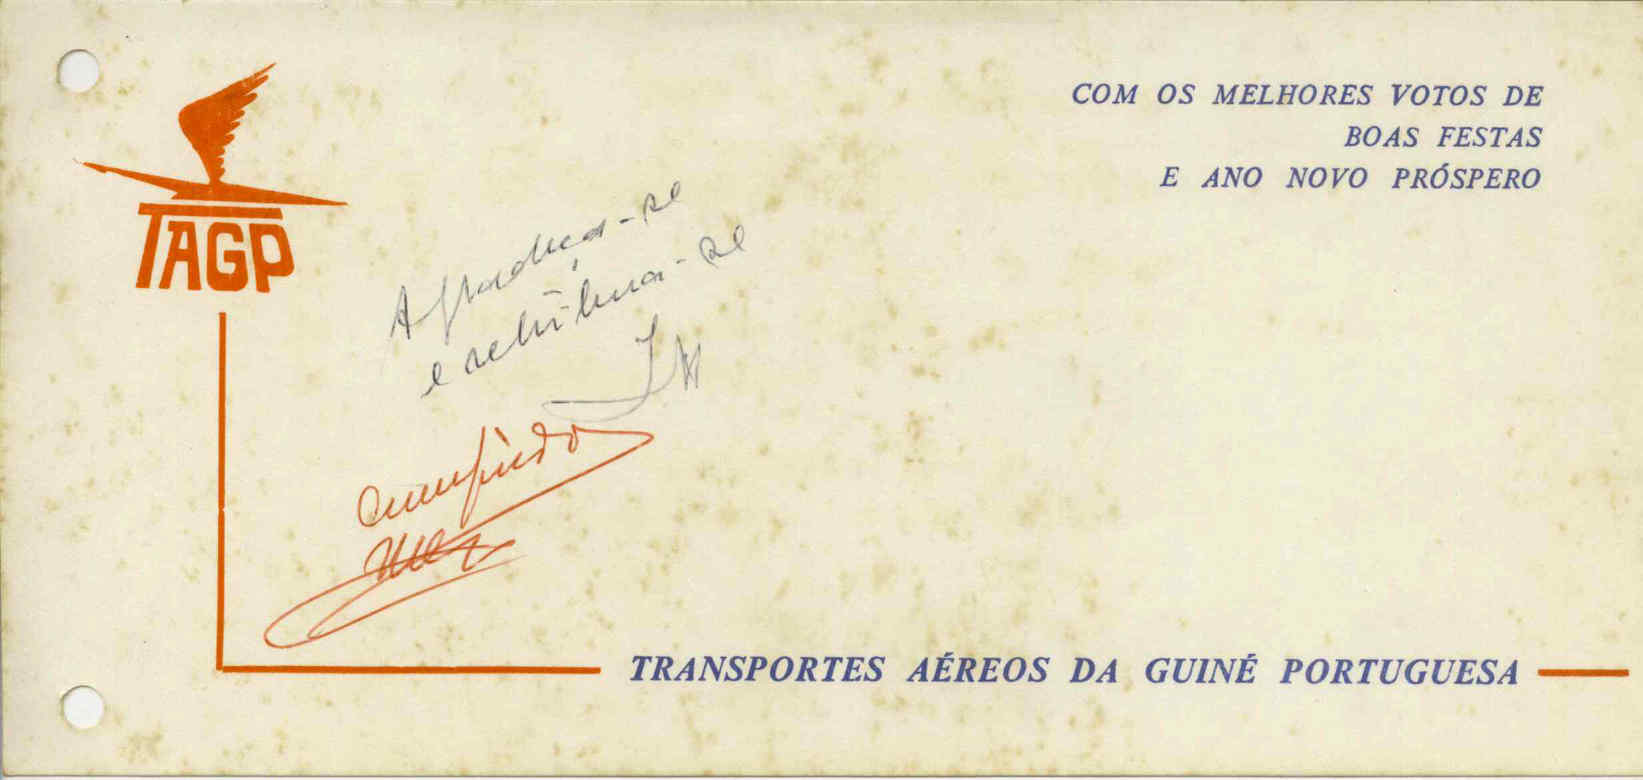 TAGP
COM OS MELHORES VOTOS DE
BOAS FESTAS
E ANO NOVO PRÓSPERO
Agradeça-se
e retribua-se
Cumprido
TRANSPORTES AÉREOS DA GUINÉ PORTUGUESA